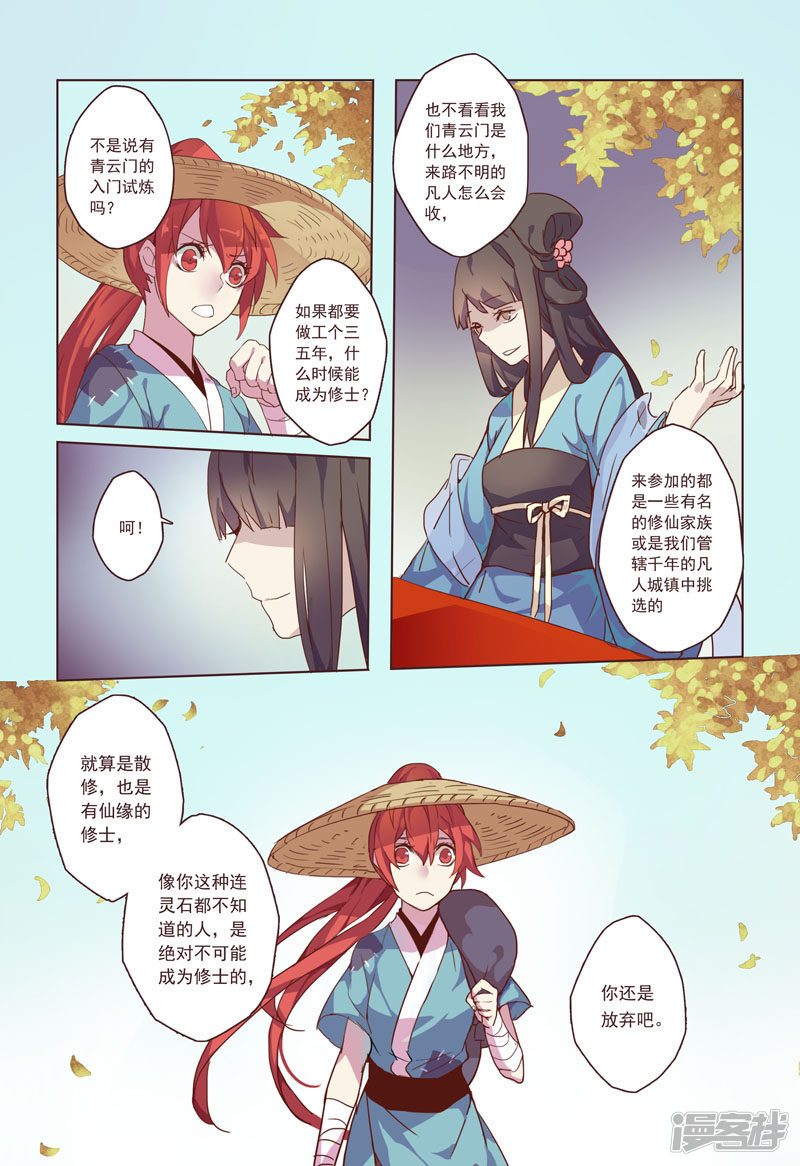 不是说有
青云门的
入门试炼
吗？
如果都要
做工个三
五年，什
么时候能
成为修士？
也不看看我
们青云门是
什么地方，
来路不明的
凡人怎么会
收，
来参加的都
是一些有名
的修仙家族
或是我们管
辖千年的凡
人城镇中挑
选的
呵！
就算是散
修，也是
有仙缘的
修士，
像你这种连
灵石都不知
道的人，是
绝对不可能
成为修士的，
你还是
放弃吧。
漫客栈